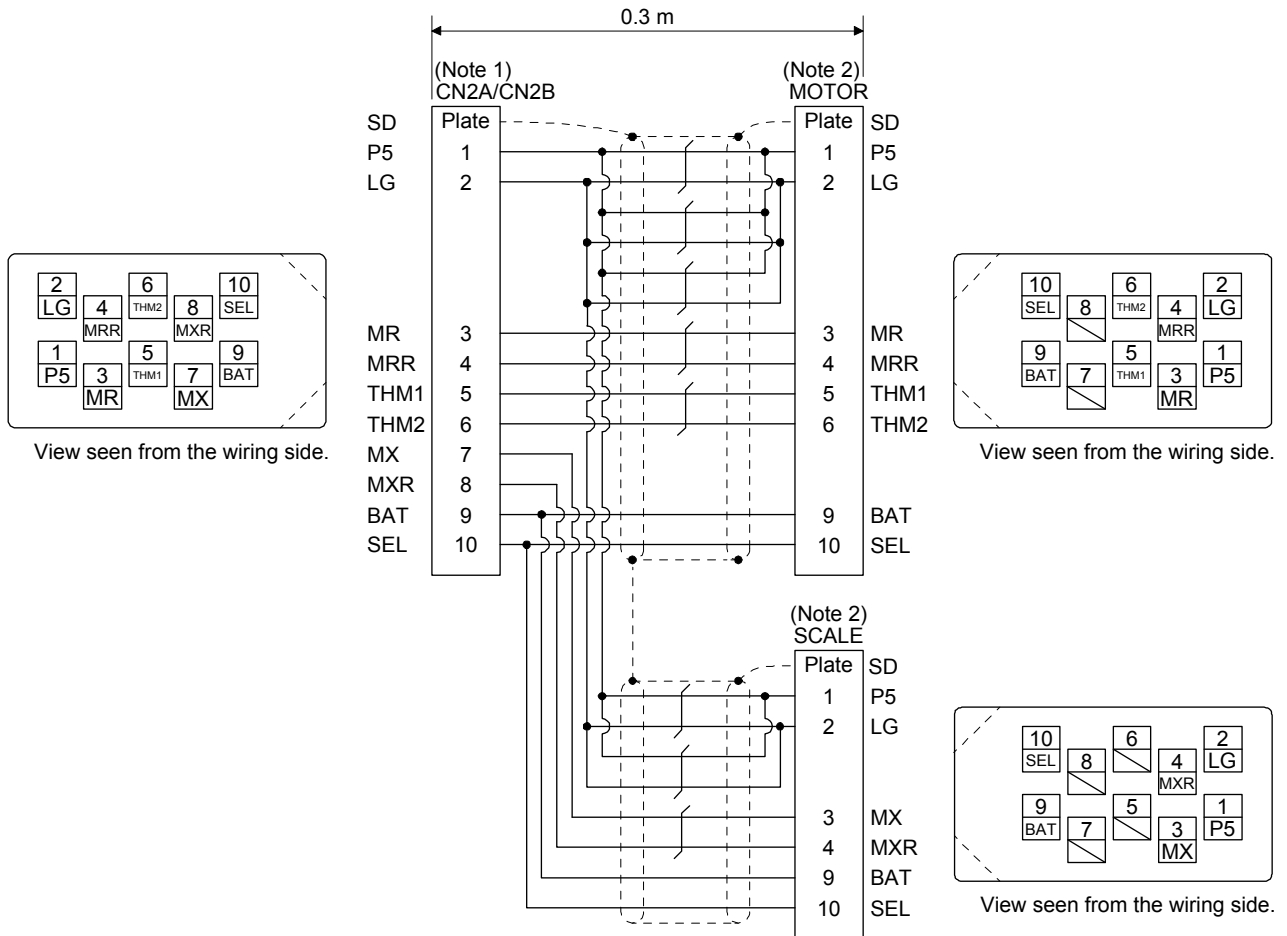 0.3 m
(Note 1)
CN2A/CN2B
(Note 2)
MOTOR
SD Plate Plate SD
P5 1 1 P5
LG 2 2 LG
MR 3 3 MR
MRR 4 4 MRR
THM1 5 5 THM1
THM2 6 6 THM2
MX 7
MXR 8
BAT 9 9 BAT
SEL 10 10 SEL
2 6 10
LG 4 THM2 8 SEL
MRR MXR
1 5 9
P5 3 THM1 7 BAT
MR MX
View seen from the wiring side.
10 6 2
SEL 8 THM2 4 LG
MRR
9 5 1
BAT 7 THM1 3 P5
MR
View seen from the wiring side.
(Note 2)
SCALE
Plate SD
1 P5
2 LG
3 MX
4 MXR
9 BAT
10 SEL
10 6 2
SEL 8 4 LG
MXR
9 5 1
BAT 7 3 P5
MX
View seen from the wiring side.